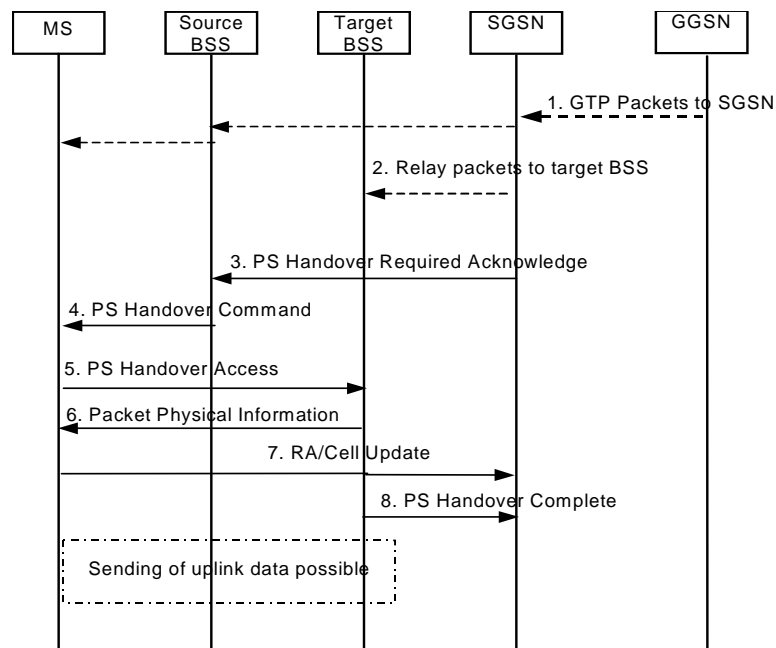 MS
Source
BSS
Target
BSS
SGSN
GGSN
1. GTP Packets to SGSN
2. Relay packets to target BSS
3. PS Handover Required Acknowledge
4. PS Handover Command
5. PS Handover Access
6. Packet Physical Information
7. RA/Cell Update
8. PS Handover Complete
Sending of uplink data possible